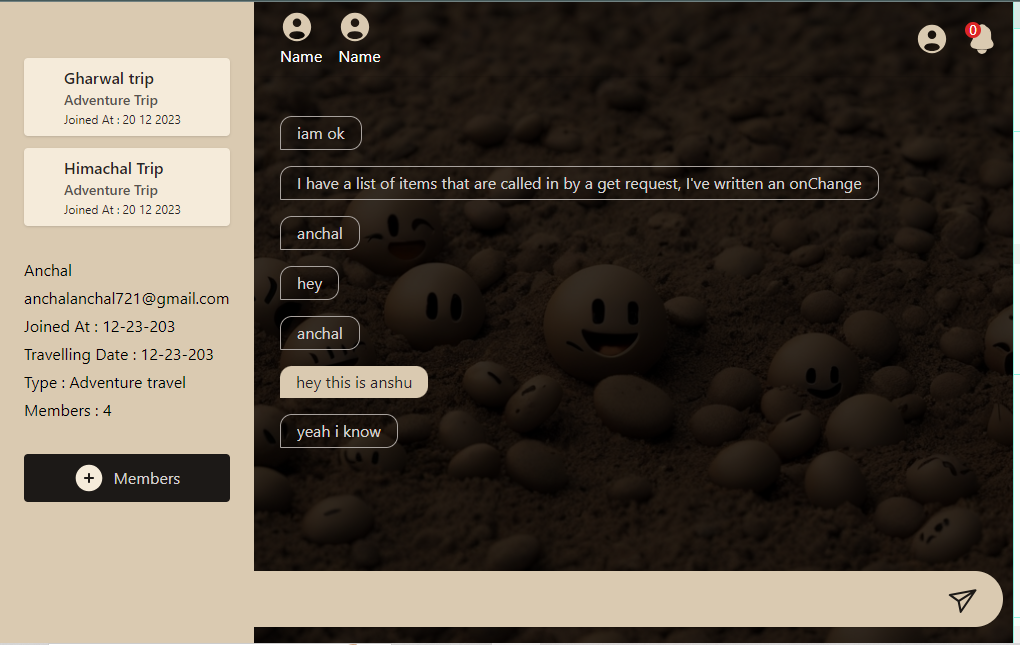 Gharwal trip
Adventure Trip
Joined At : 20 12 2023
Himachal Trip
Adventure Trip
Joined At : 20 12 2023
Anchal
anchalanchal721@gmail.com
Joined At : 12-23-203
Travelling Date : 12-23-203
Type : Adventure travel
Members : 4
+ Members
Name Name
0
iam ok
I have a list of items that are called in by a get request, I've written an onChange
anchal
hey
anchal
hey this is anshu
yeah i know